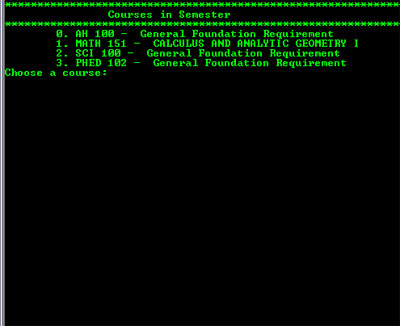 ************************************************************
Courses in Semester
************************************************************
0. AH 100 -  General Foundation Requirement
1. MATH 151 -  CALCULUS AND ANALYTIC GEOMETRY I
2. SCI 100 -  General Foundation Requirement
3. PHED 102 -  General Foundation Requirement
Choose a course: